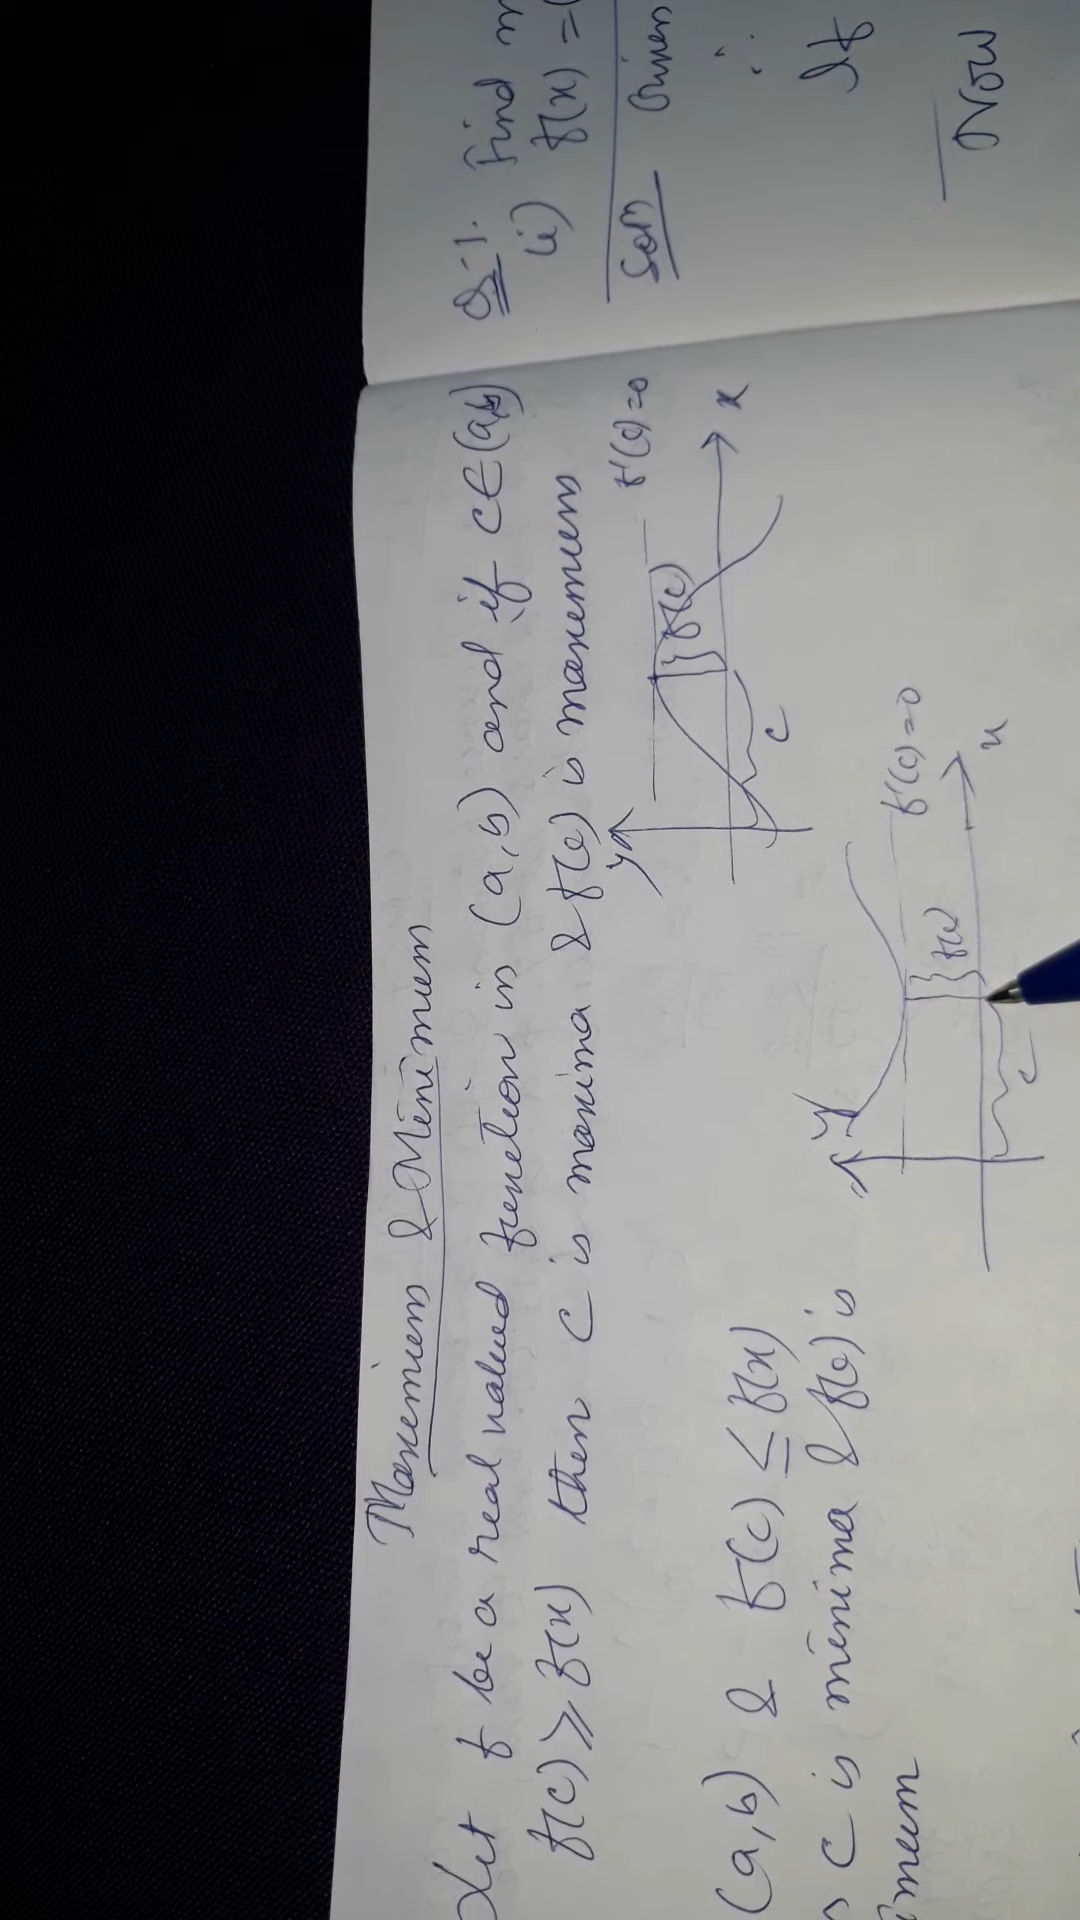 Maximum & Minimum
Let f be a real valued function in (a,b) and if c∈(a,b)
f(c) ⩾ f(x) then c is maxima & f(c) is maximum
f'(c)=0
y
f(c)
x
c
(a,b) & f(c) ≤ f(x)
c is minima & f(c) is
imum
y
f'(c)=0
f(c)
x
c
Q-1. Find m
(i) f(x) = (
Soln Given
∴
If
Now